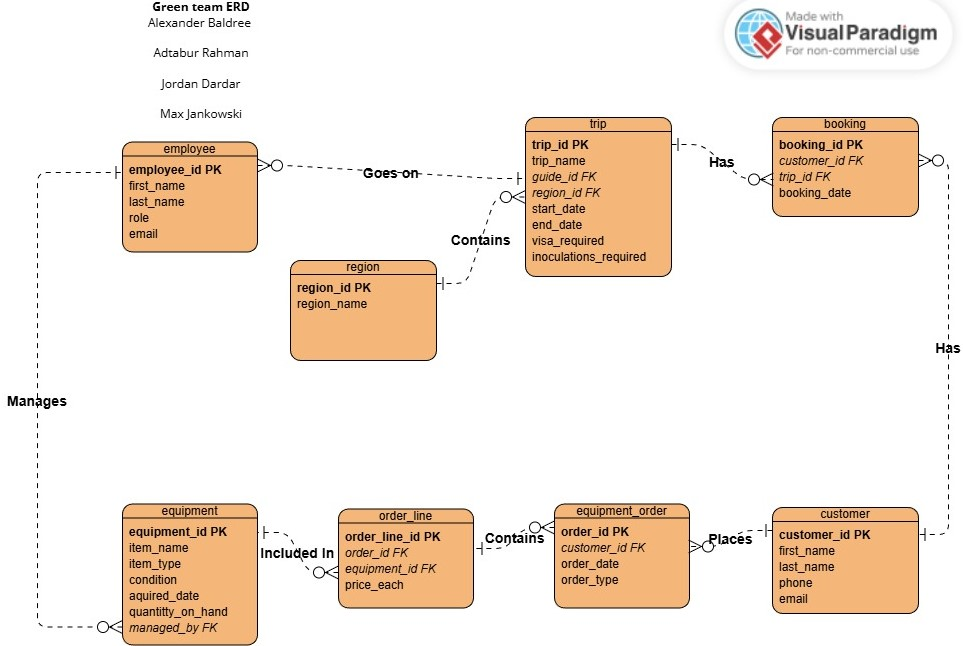 Green team ERD
Alexander Baldree
Adtabur Rahman
Jordan Dardar
Max Jankowski
Made with
Visual Paradigm
For non-commercial use
employee
employee_id PK
first_name
last_name
role
email
Goes on
trip
trip_id PK
trip_name
guide_id FK
region_id FK
start_date
end_date
visa_required
inoculations_required
Has
booking
booking_id PK
customer_id FK
trip_id FK
booking_date
Contains
region
region_id PK
region_name
Has
Manages
equipment
equipment_id PK
item_name
item_type
condition
aquired_date
quantitty_on_hand
managed_by FK
Included In
order_line
order_line_id PK
order_id FK
equipment_id FK
price_each
Contains
equipment_order
order_id PK
customer_id FK
order_date
order_type
Places
customer
customer_id PK
first_name
last_name
phone
email